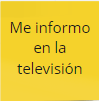 Me informo
en la
televisión